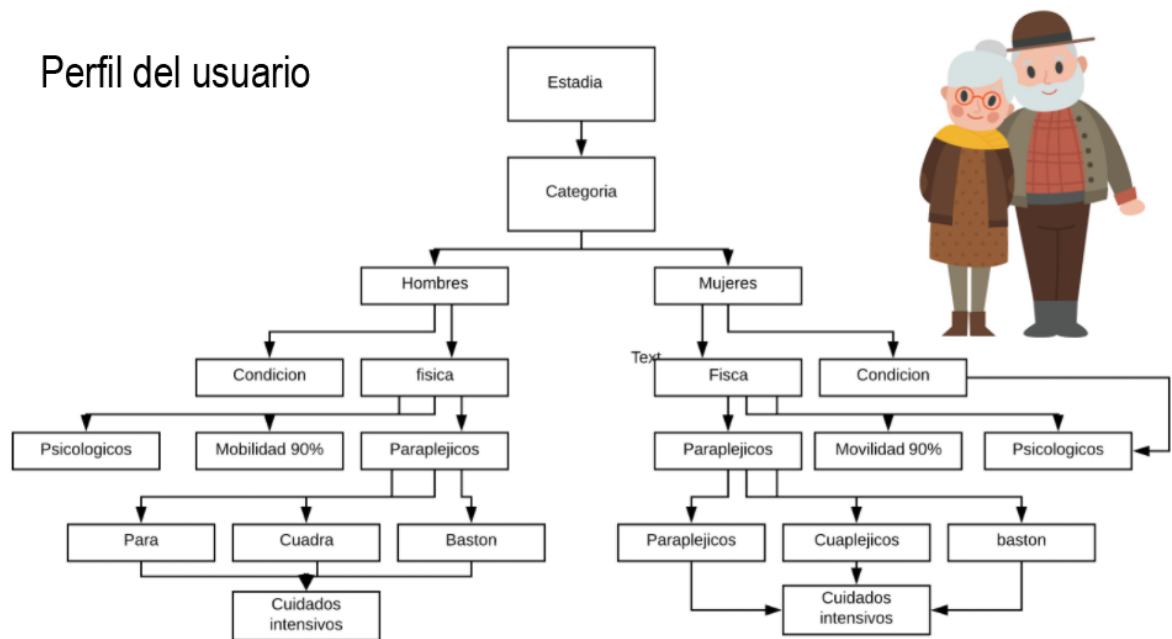 Perfil del usuario
Estadia
Categoria
Hombres
Mujeres
Text
Condicion
fisica
Fisca
Condicion
Psicologicos
Mobilidad 90%
Paraplejicos
Paraplejicos
Movilidad 90%
Psicologicos
Para
Cuadra
Baston
Paraplejicos
Cuaplejicos
baston
Cuidados
intensivos
Cuidados
intensivos